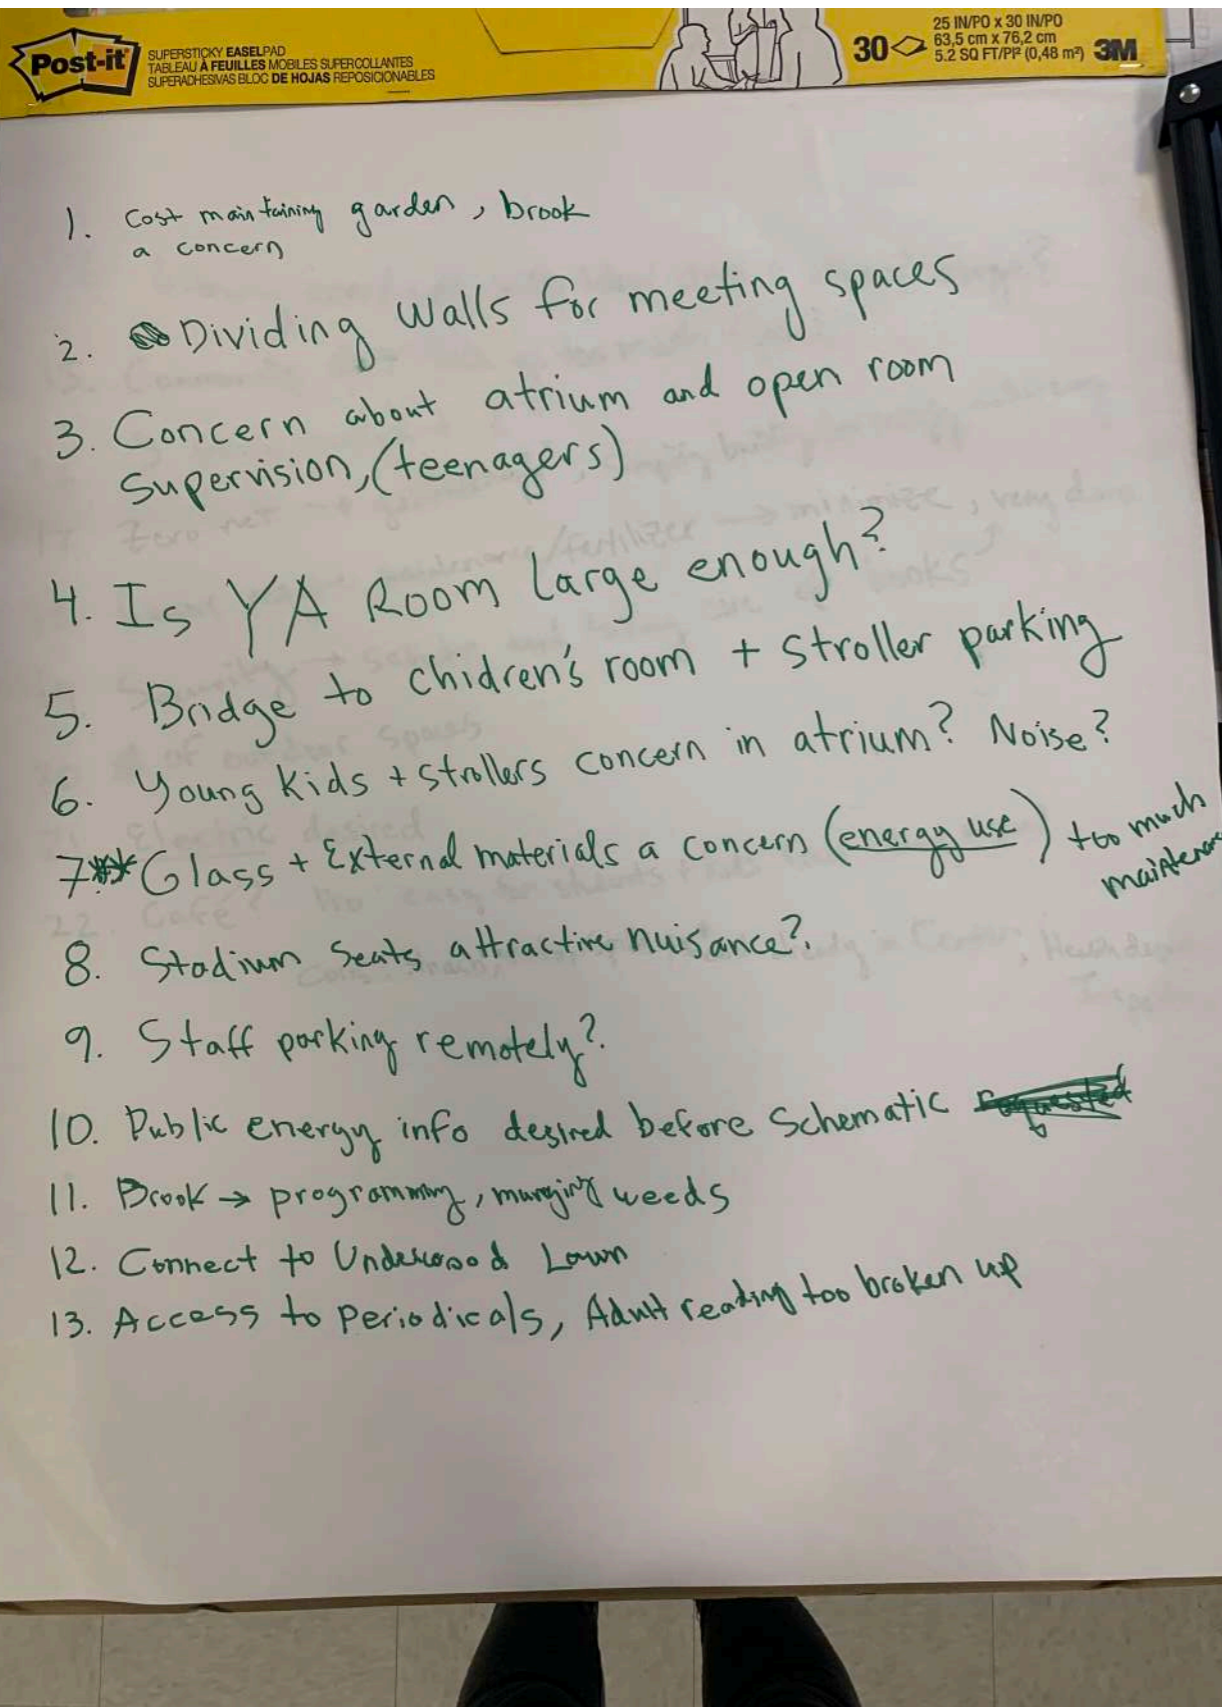 Post-it
SUPERSTICKY EASELPAD
TABLEAU À FEUILLES MOBILES SUPERCOLLANTES
SUPERADHESIVAS BLOC DE HOJAS REPOSICIONABLES
30
25 IN/PO x 30 IN/PO
63,5 cm x 76,2 cm
5.2 SQ FT/PI² (0,48 m²)
3M
1. Cost maintaining garden, brook
a concern
2. Dividing Walls for meeting spaces
3. Concern about atrium and open room
Supervision, (teenagers)
4. Is YA Room Large enough?
5. Bridge to chidren's room + stroller parking
6. Young Kids + strollers concern in atrium? Noise?
7.** Glass + External materials a concern (energy use) too much
maintenan
8. Stadium Seats attractive nuisance?
9. Staff parking remotely?
10. Public energy info desired before Schematic
11. Brook → programming, weeds
12. Connect to Underwood Lawn
13. Access to periodicals, Adult reading too broken up